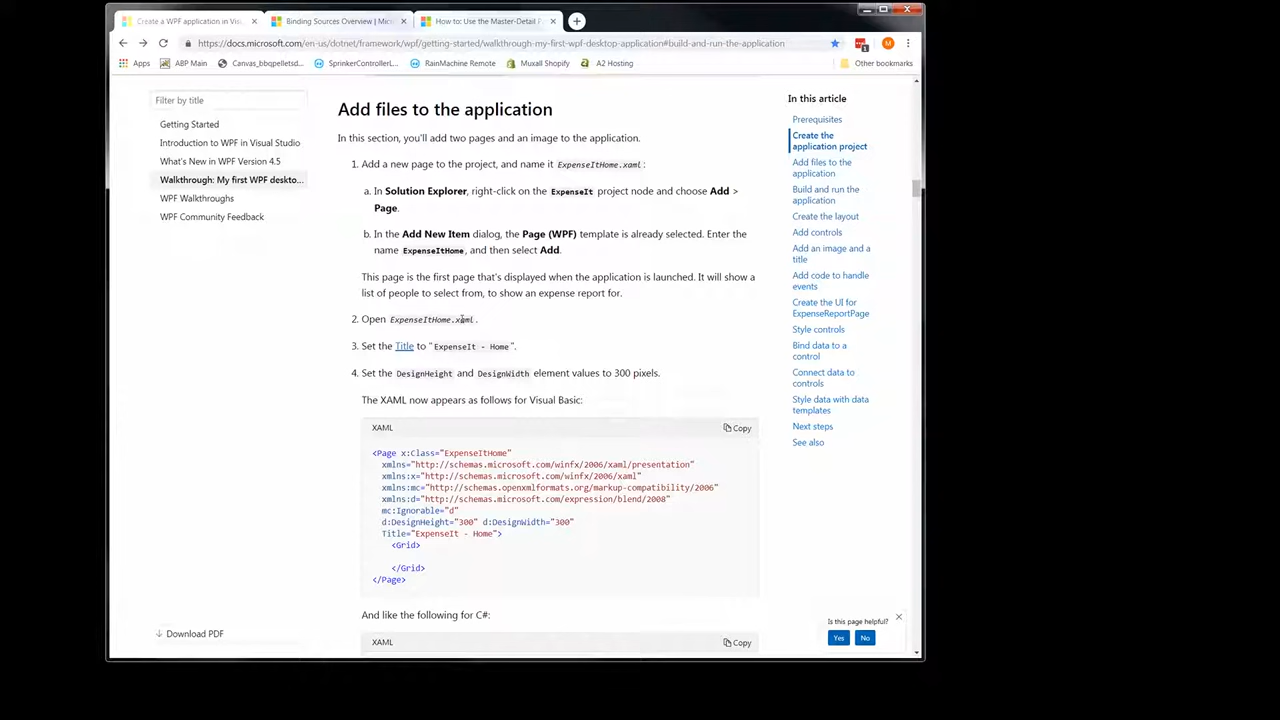 Create a WPF application in Visu
Binding Sources Overview | Micr
How to: Use the Master-Detail P
https://docs.microsoft.com/en-us/dotnet/framework/wpf/getting-started/walkthrough-my-first-wpf-desktop-application#build-and-run-the-application
1
M
Apps
ABP Main
Canvas_bbqpelletsd...
SprinkerControllerL...
RainMachine Remote
Muxall Shopify
A2 Hosting
Other bookmarks
Filter by title
Getting Started
Introduction to WPF in Visual Studio
What's New in WPF Version 4.5
Walkthrough: My first WPF deskto...
WPF Walkthroughs
WPF Community Feedback
Download PDF
Add files to the application
In this section, you'll add two pages and an image to the application.
1. Add a new page to the project, and name it ExpenseItHome.xaml:
a. In Solution Explorer, right-click on the ExpenseIt project node and choose Add >
Page.
b. In the Add New Item dialog, the Page (WPF) template is already selected. Enter the
name ExpenseItHome, and then select Add.
This page is the first page that's displayed when the application is launched. It will show a
list of people to select from, to show an expense report for.
2. Open ExpenseItHome.xaml.
3. Set the Title to "ExpenseIt - Home".
4. Set the DesignHeight and DesignWidth element values to 300 pixels.
The XAML now appears as follows for Visual Basic:
XAML
Copy
<Page x:Class="ExpenseItHome"
xmlns="http://schemas.microsoft.com/winfx/2006/xaml/presentation"
xmlns:x="http://schemas.microsoft.com/winfx/2006/xaml"
xmlns:mc="http://schemas.openxmlformats.org/markup-compatibility/2006"
xmlns:d="http://schemas.microsoft.com/expression/blend/2008"
mc:Ignorable="d"
d:DesignHeight="300" d:DesignWidth="300"
Title="ExpenseIt - Home">
<Grid>
</Grid>
</Page>
And like the following for C#:
XAML
Copy
In this article
Prerequisites
Create the
application project
Add files to the
application
Build and run the
application
Create the layout
Add controls
Add an image and a
title
Add code to handle
events
Create the UI for
ExpenseReportPage
Style controls
Bind data to a
control
Connect data to
controls
Style data with data
templates
Next steps
See also
Is this page helpful?
Yes
No